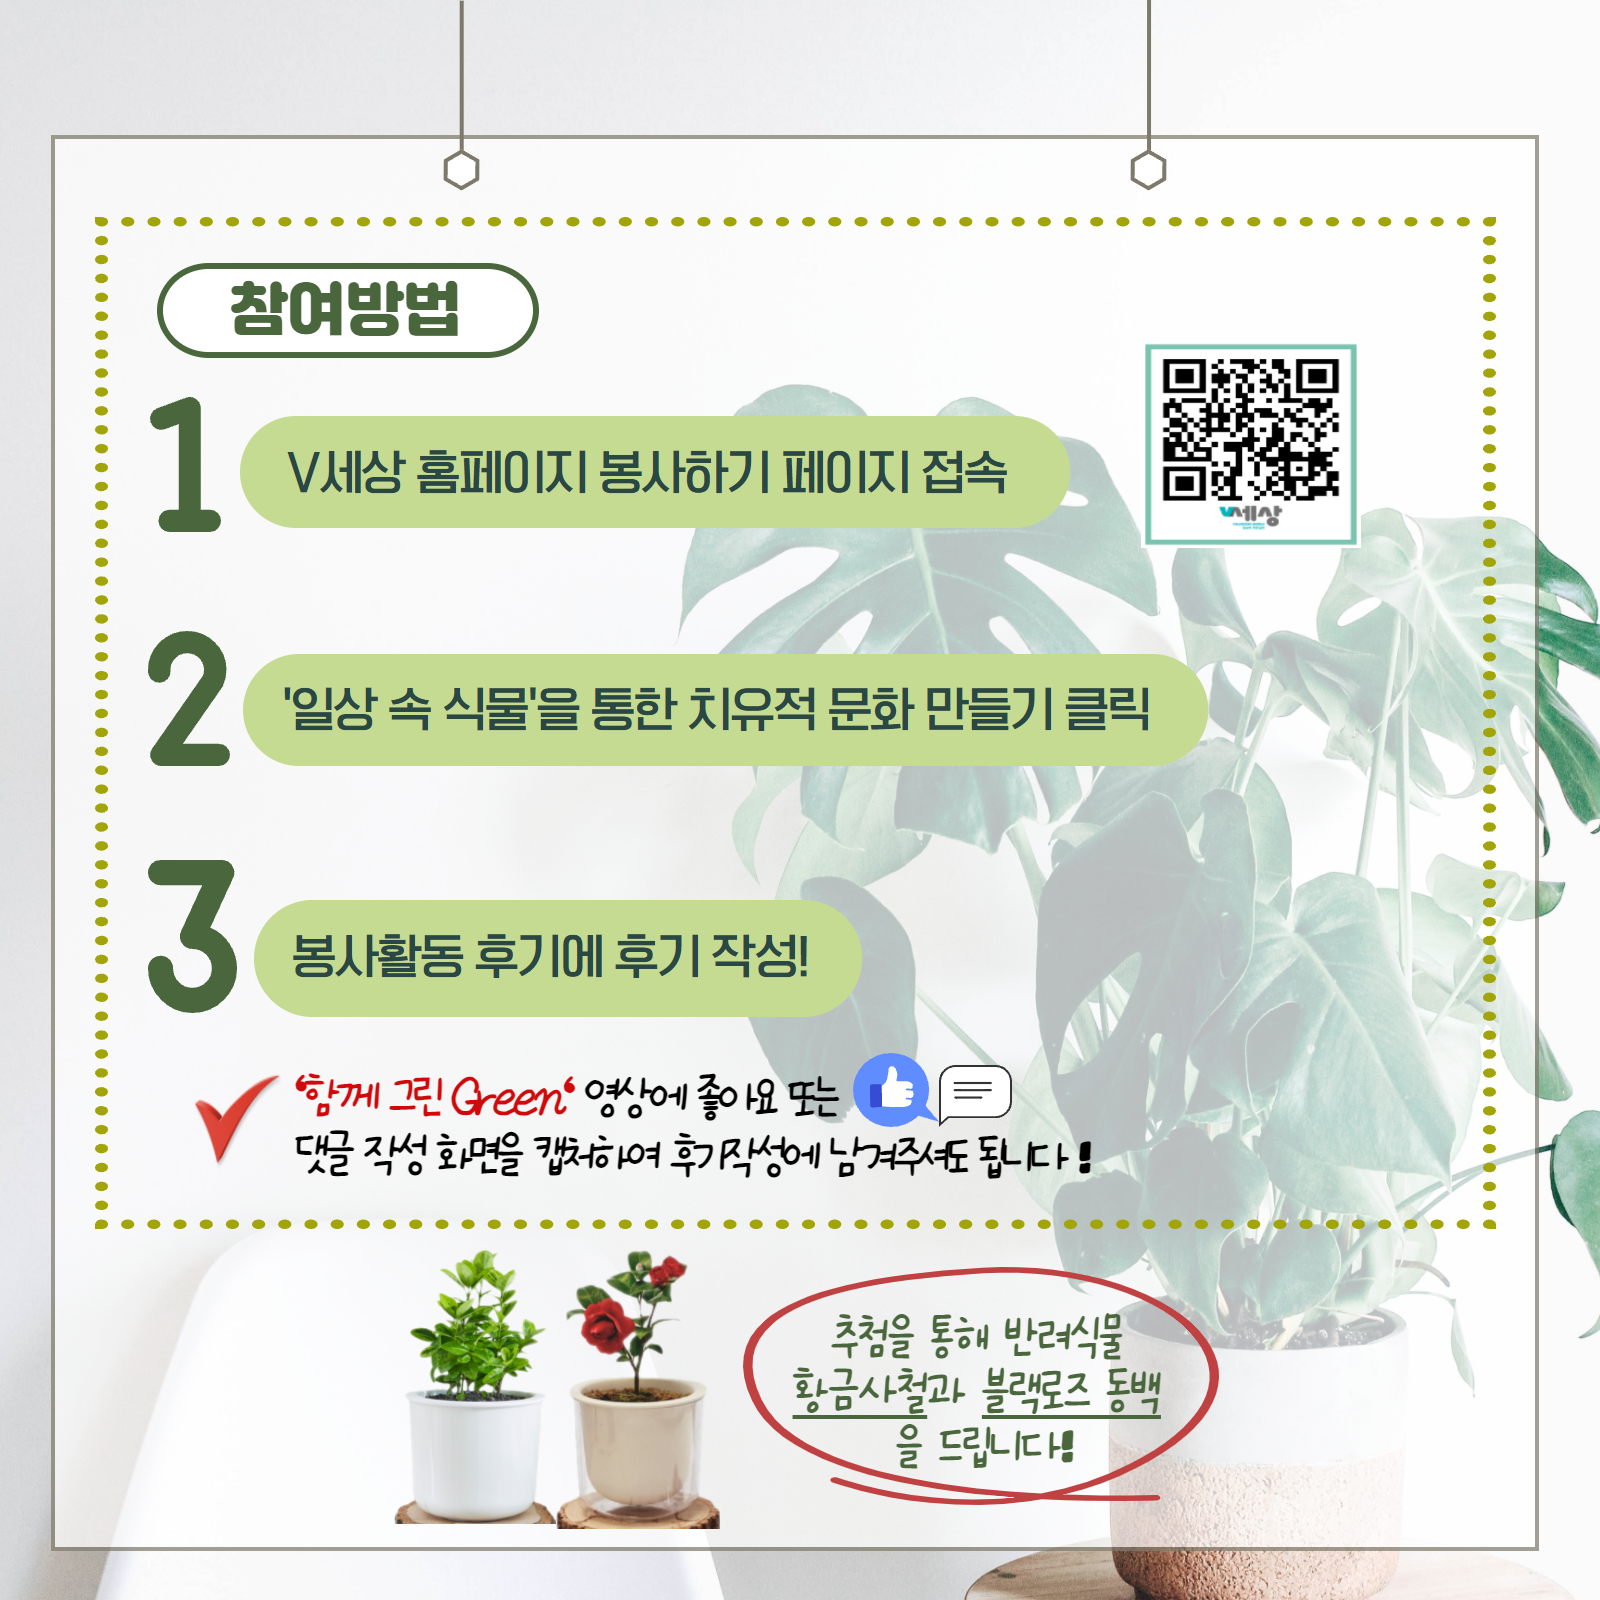 참여방법
1
V세상 홈페이지 봉사하기 페이지 접속
V세상
2
'일상 속 식물'을 통한 치유적 문화 만들기 클릭
3
봉사활동 후기에 후기 작성!
'함께 그린 Green' 영상에 좋아요 또는
댓글 작성 화면을 캡처하여 후기작성에 남겨주셔도 됩니다!
추첨을 통해 반려식물
황금사철과 블랙로즈 동백
을 드립니다!